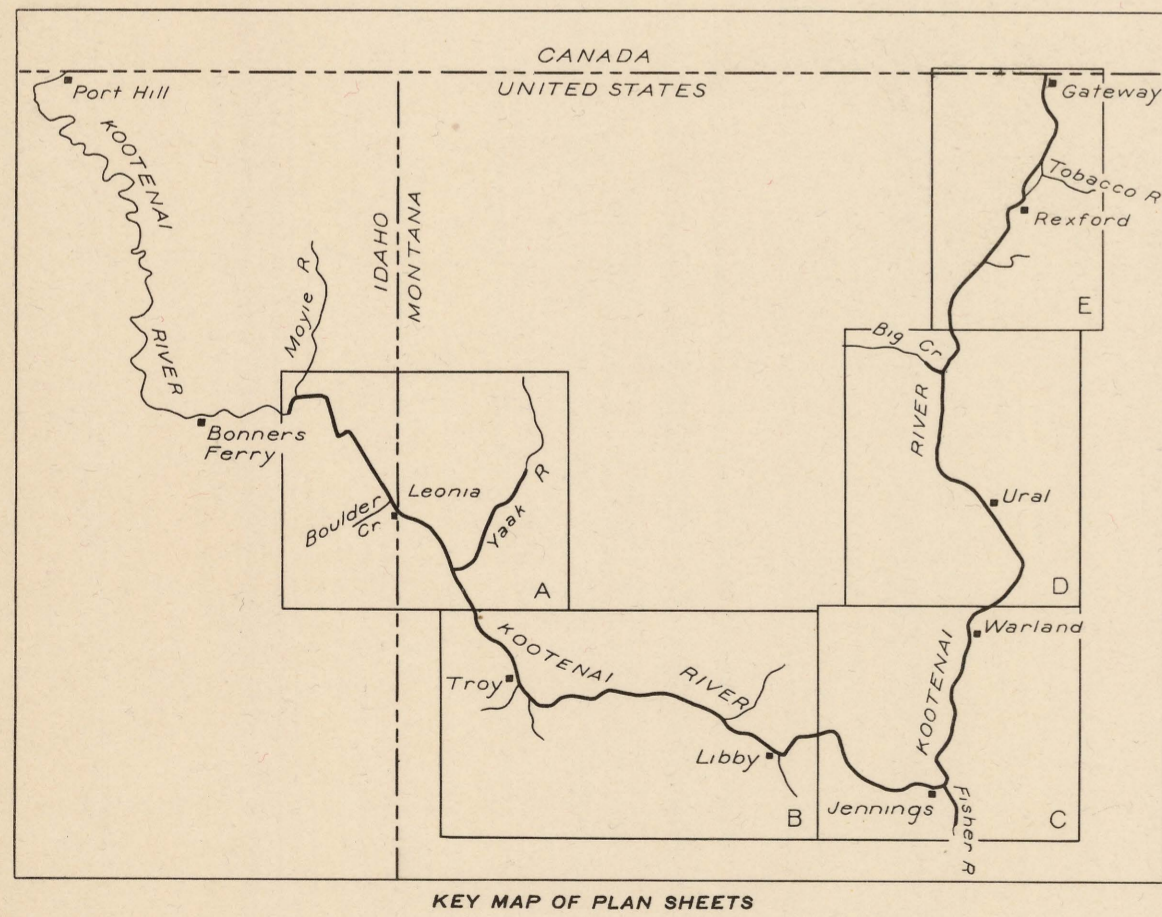 CANADA
UNITED STATES
Port Hill
Gateway
KOOTENAI
RIVER
Tobacco R
Rexford
IDAHO
MONTANA
Moyie R
E
Big Cr
RIVER
Bonners
Ferry
Leonia
Boulder
Cr
Yaak R
A
Ural
D
KOOTENAI
RIVER
Troy
Libby
B
Warland
KOOTENAI
Jennings
Fisher R
C
KEY MAP OF PLAN SHEETS